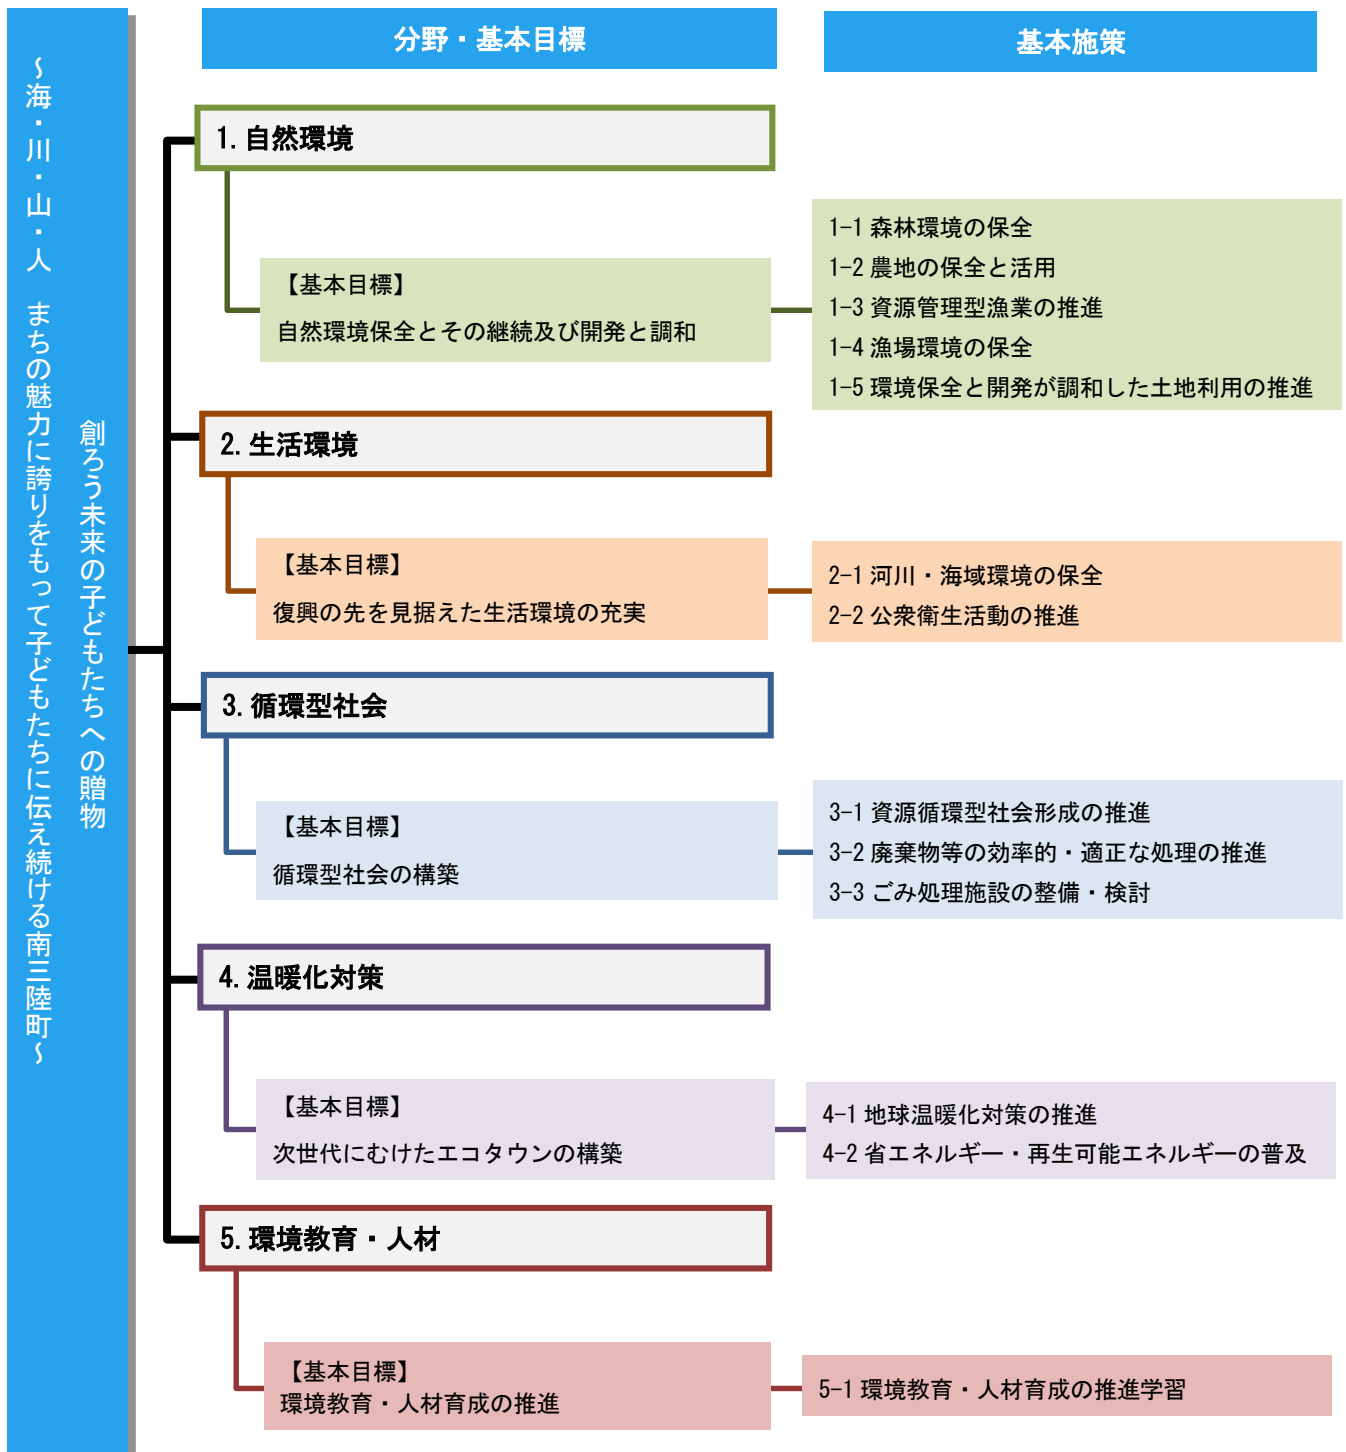 創ろう未来の子どもたちへの贈物
～海・川・山・人　まちの魅力に誇りをもって子どもたちに伝え続ける南三陸町～
分野・基本目標
基本施策
1. 自然環境
【基本目標】
自然環境保全とその継続及び開発と調和
1-1 森林環境の保全
1-2 農地の保全と活用
1-3 資源管理型漁業の推進
1-4 漁場環境の保全
1-5 環境保全と開発が調和した土地利用の推進
2. 生活環境
【基本目標】
復興の先を見据えた生活環境の充実
2-1 河川・海域環境の保全
2-2 公衆衛生活動の推進
3. 循環型社会
【基本目標】
循環型社会の構築
3-1 資源循環型社会形成の推進
3-2 廃棄物等の効率的・適正な処理の推進
3-3 ごみ処理施設の整備・検討
4. 温暖化対策
【基本目標】
次世代にむけたエコタウンの構築
4-1 地球温暖化対策の推進
4-2 省エネルギー・再生可能エネルギーの普及
5. 環境教育・人材
【基本目標】
環境教育・人材育成の推進
5-1 環境教育・人材育成の推進学習